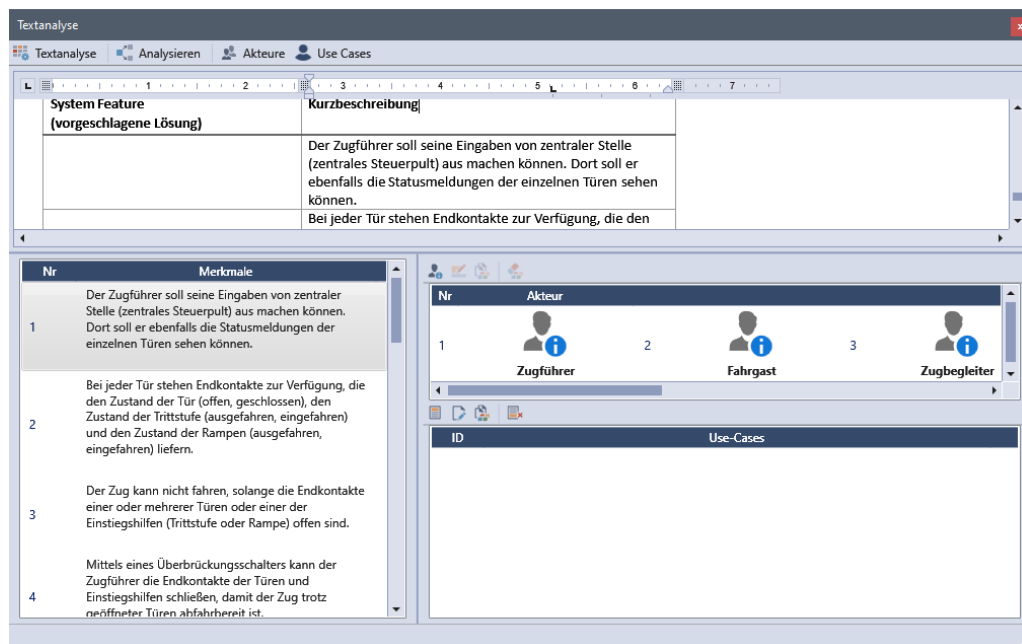 Textanalyse
x
Textanalyse Analysieren Akteure Use Cases
L 1 2 3 4 5 6 7
System Feature Kurzbeschreibung
(vorgeschlagene Lösung)
Der Zugführer soll seine Eingaben von zentraler Stelle
(zentrales Steuerpult) aus machen können. Dort soll er
ebenfalls die Statusmeldungen der einzelnen Türen sehen
können.
Bei jeder Tür stehen Endkontakte zur Verfügung, die den
Nr Merkmale
1
Der Zugführer soll seine Eingaben von zentraler
Stelle (zentrales Steuerpult) aus machen können.
Dort soll er ebenfalls die Statusmeldungen der
einzelnen Türen sehen können.
2
Bei jeder Tür stehen Endkontakte zur Verfügung, die
den Zustand der Tür (offen, geschlossen), den
Zustand der Trittstufe (ausgefahren, eingefahren)
und den Zustand der Rampen (ausgefahren,
eingefahren) liefern.
3
Der Zug kann nicht fahren, solange die Endkontakte
einer oder mehrerer Türen oder einer der
Einstiegshilfen (Trittstufe oder Rampe) offen sind.
4
Mittels eines Überbrückungsschalters kann der
Zugführer die Endkontakte der Türen und
Einstiegshilfen schließen, damit der Zug trotz
geöffneter Türen abfahrbereit ist.
Nr Akteur
1 2 3
Zugführer Fahrgast Zugbegleiter
ID Use-Cases